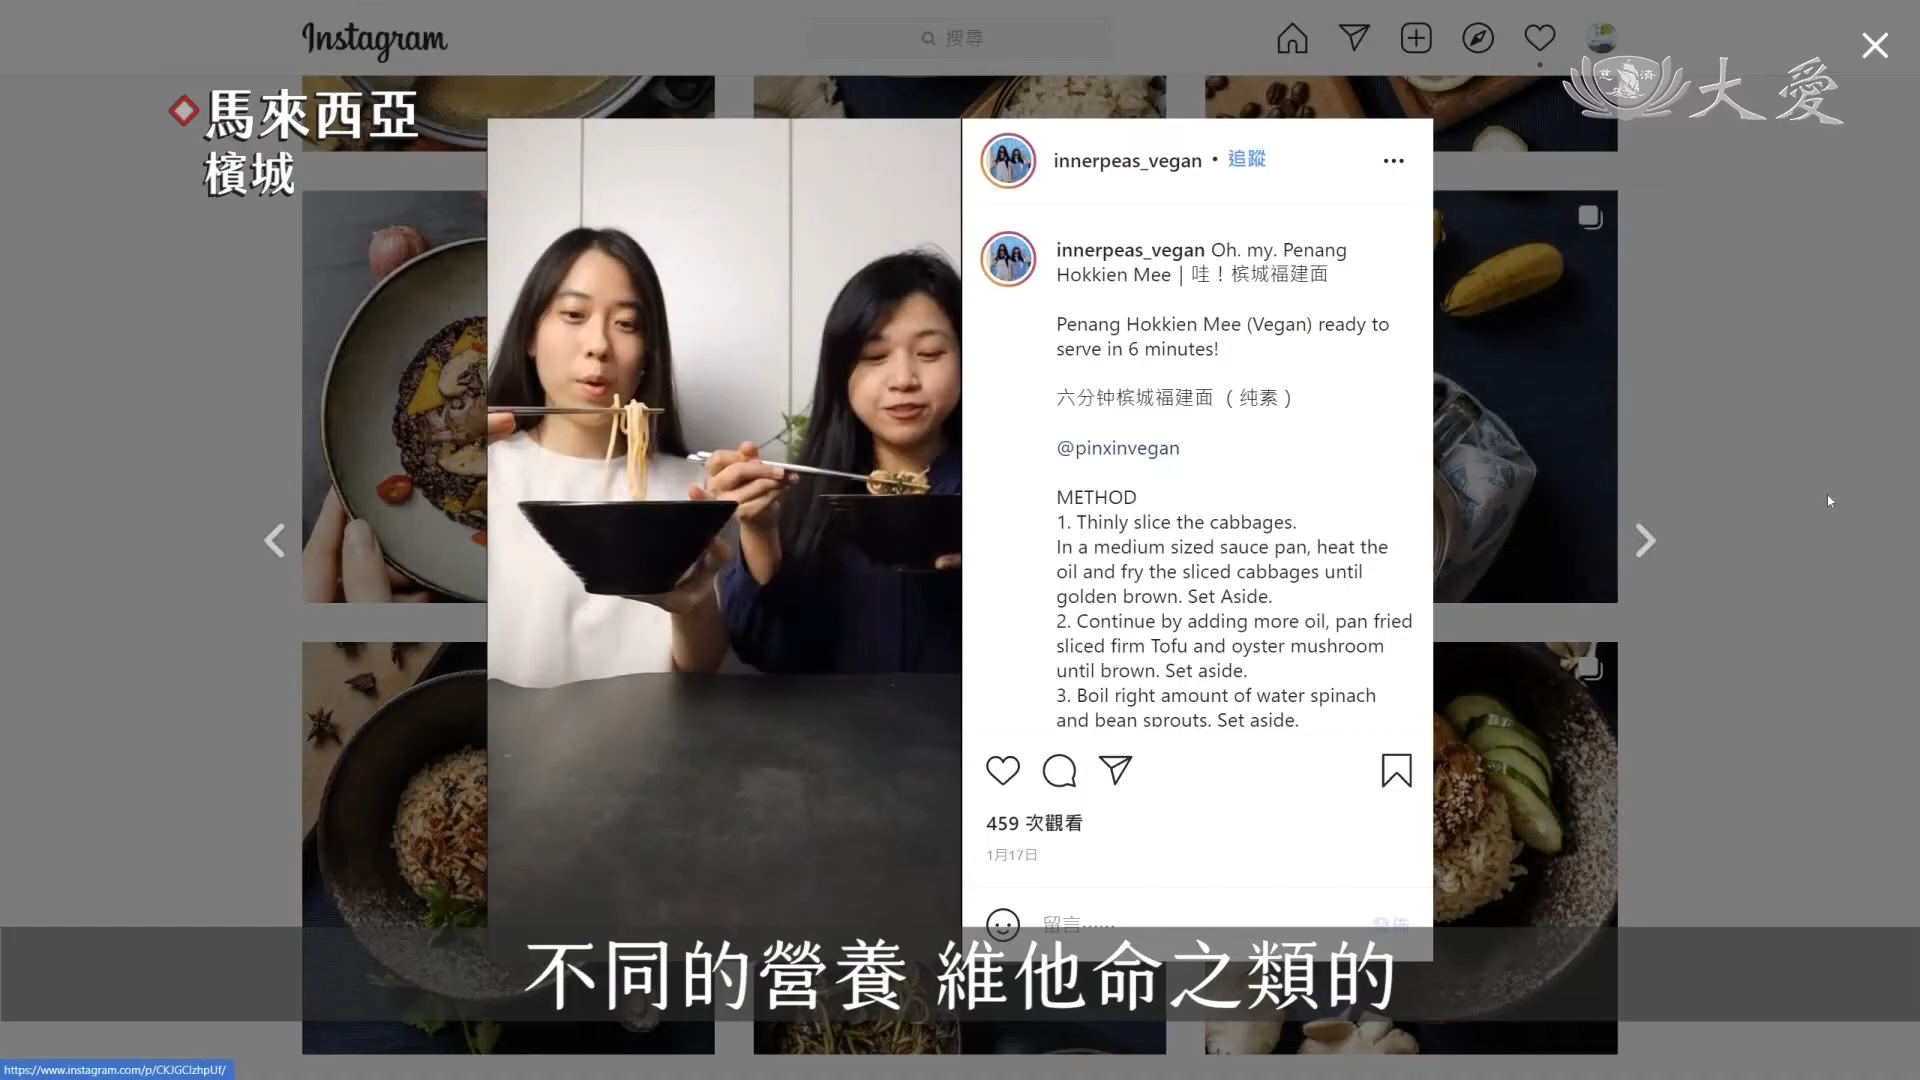 Instagram
搜尋
慈濟
大愛
馬來西亞
檳城
innerpeas_vegan • 追蹤
innerpeas_vegan Oh. my. Penang
Hokkien Mee | 哇！槟城福建面
Penang Hokkien Mee (Vegan) ready to
serve in 6 minutes!
六分钟槟城福建面 （纯素）
@pinxinvegan
METHOD
1. Thinly slice the cabbages.
In a medium sized sauce pan, heat the
oil and fry the sliced cabbages until
golden brown. Set Aside.
2. Continue by adding more oil, pan fried
sliced firm Tofu and oyster mushroom
until brown. Set aside.
3. Boil right amount of water spinach
and bean sprouts. Set aside.
459 次觀看
1月17日
留言......
發佈
不同的營養 維他命之類的
https://www.instagram.com/p/CKJGClzhpUf/